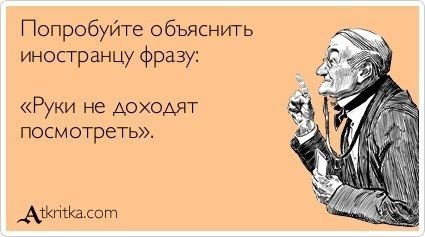 Попробуйте объяснить
иностранцу фразу:
«Руки не доходят
посмотреть».
Atkritka.com